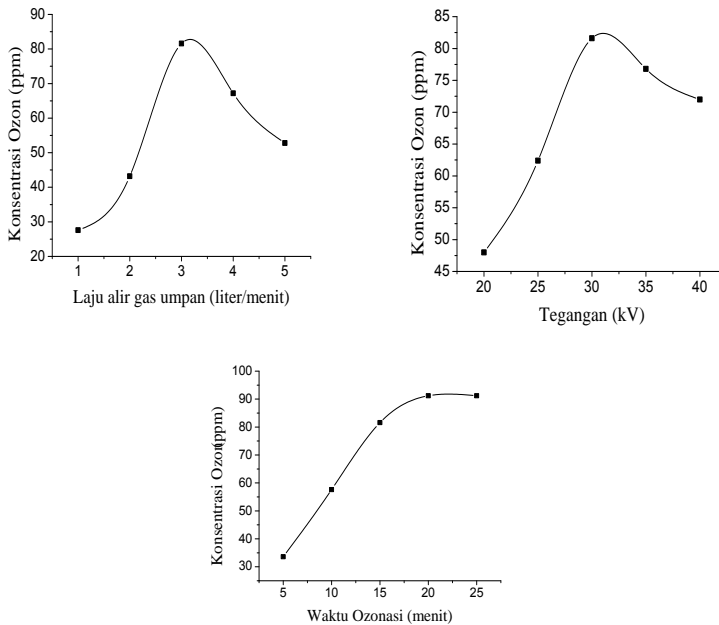 Konsentrasi Ozon (ppm)
90
80
70
60
50
40
30
20
1 2 3 4 5
Laju alir gas umpan (liter/menit)
Konsentrasi Ozon (ppm)
85
80
75
70
65
60
55
50
45
20 25 30 35 40
Tegangan (kV)
Konsentrasi Ozon(ppm)
100
90
80
70
60
50
40
30
5 10 15 20 25
Waktu Ozonasi (menit)